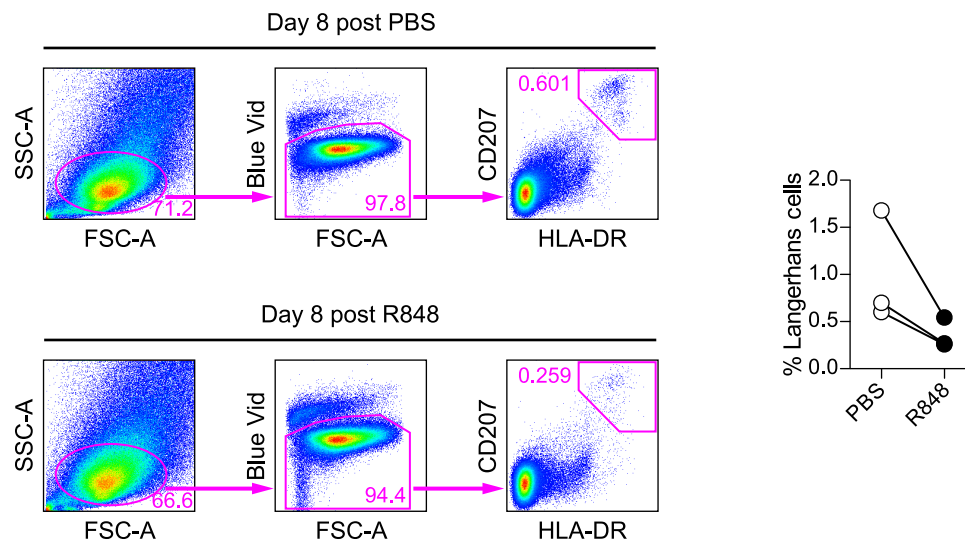 Day 8 post PBS
SSC-A
71.2
FSC-A
Blue Vid
97.8
FSC-A
CD207
0.601
HLA-DR
Day 8 post R848
SSC-A
66.6
FSC-A
Blue Vid
94.4
FSC-A
CD207
0.259
HLA-DR
% Langerhans cells
2.0
1.5
1.0
0.5
0.0
PBS
R848